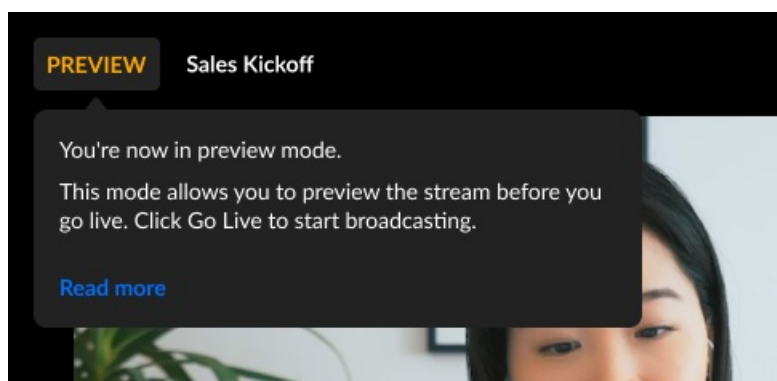 PREVIEW Sales Kickoff
You're now in preview mode.
This mode allows you to preview the stream before you
go live. Click Go Live to start broadcasting.
Read more